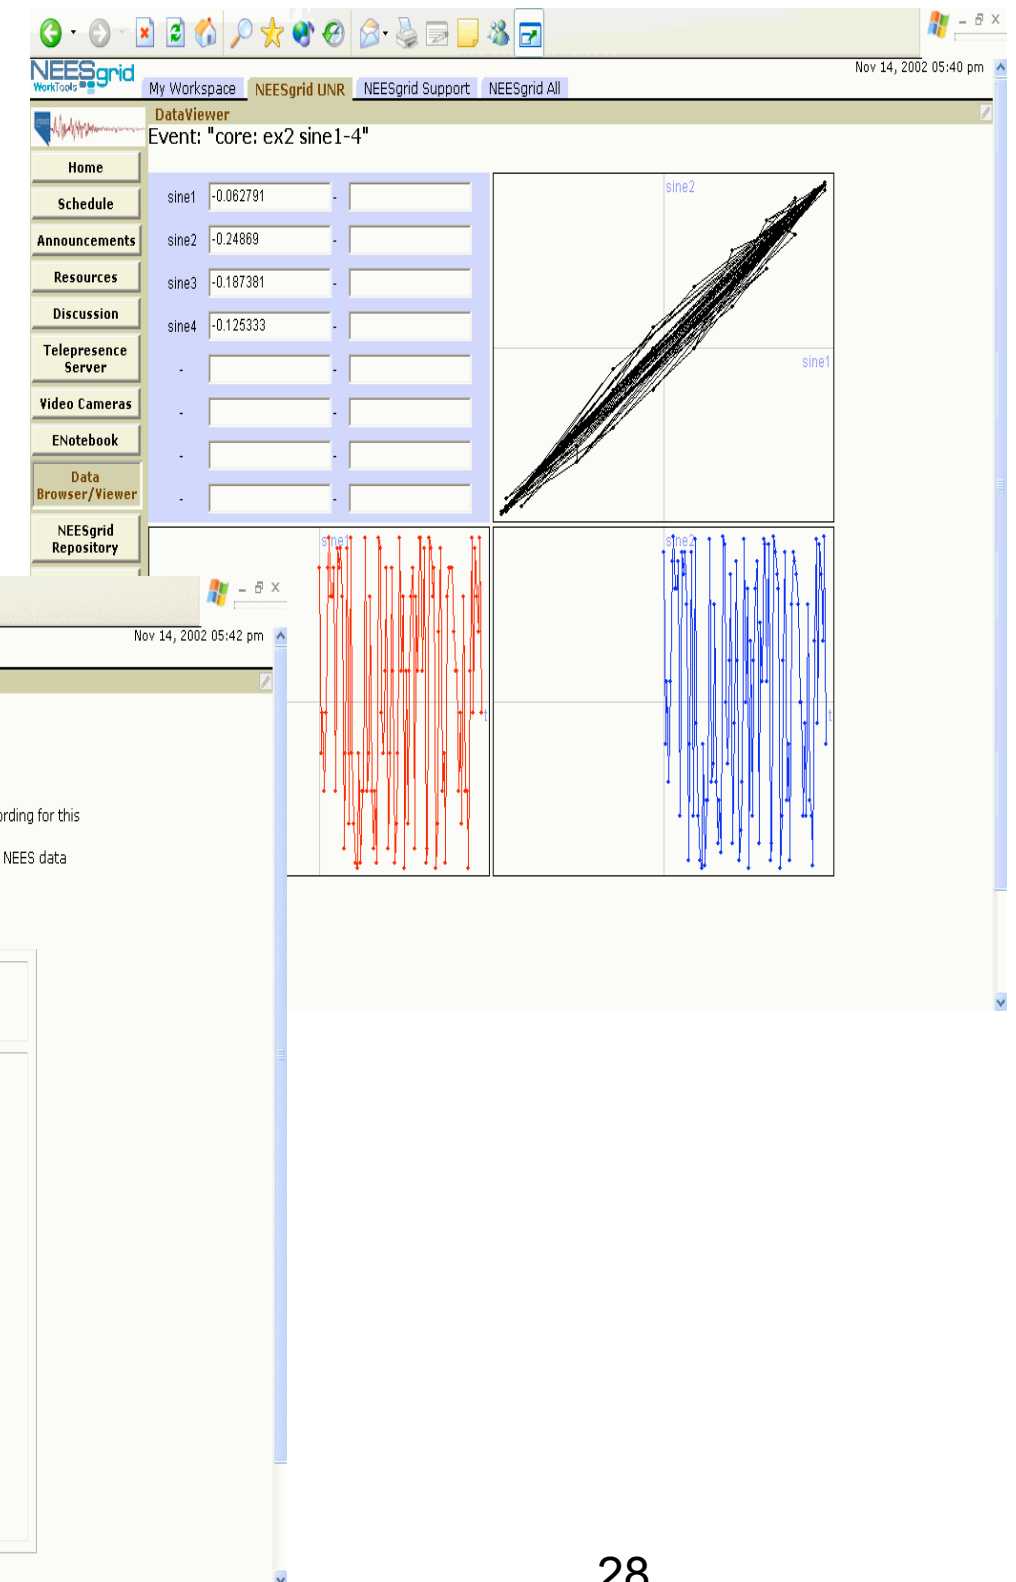 Nov 14, 2002 05:40 pm
NEESgrid
WorkTools
My Workspace
NEESgrid UNR
NEESgrid Support
NEESgrid All
DataViewer
Event: "core: ex2 sine1-4"
Home
Schedule
Announcements
Resources
Discussion
Telepresence
Server
Video Cameras
ENotebook
Data
Browser/Viewer
NEESgrid
Repository
sine1 -0.062791 -
sine2 -0.24869 -
sine3 -0.187381 -
sine4 -0.125333 -
- -
- -
- -
- -
sine2
sine1
sine1
t
sine2
t
Nov 14, 2002 05:42 pm
ording for this
NEES data
28